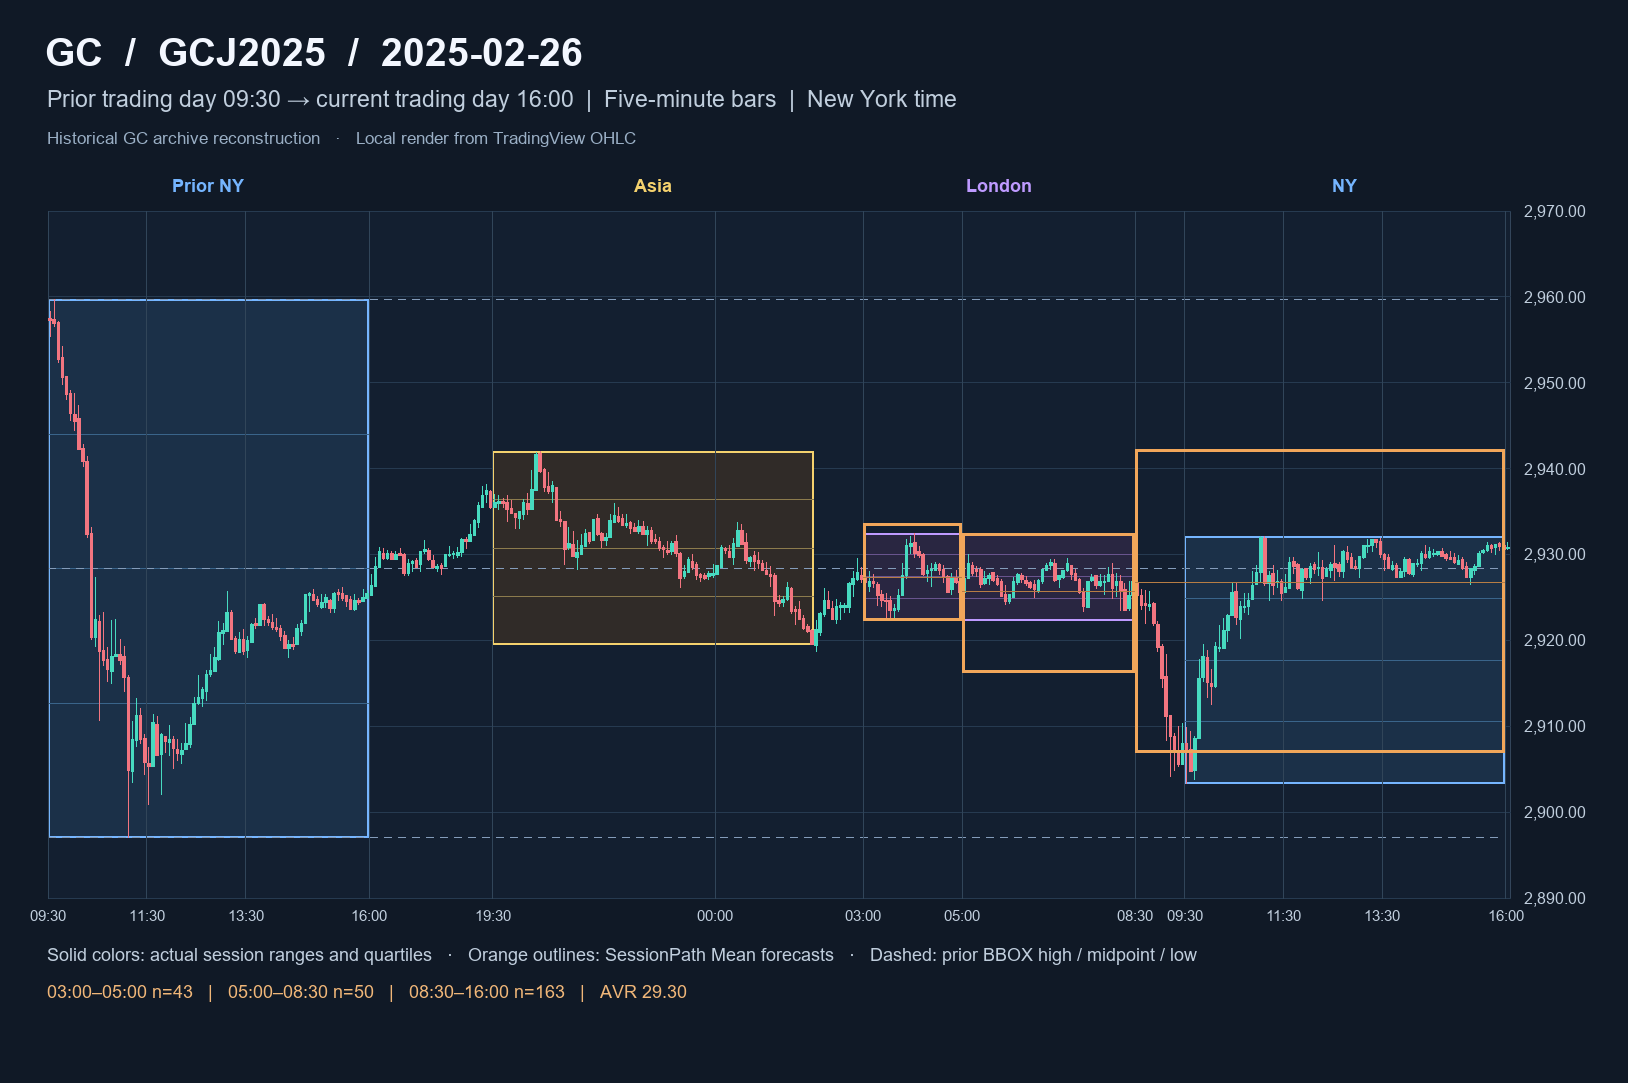 GC / GCJ2025 / 2025-02-26
Prior trading day 09:30 → current trading day 16:00 | Five-minute bars | New York time
Historical GC archive reconstruction · Local render from TradingView OHLC
Prior NY Asia London NY
2,970.00
2,960.00
2,950.00
2,940.00
2,930.00
2,920.00
2,910.00
2,900.00
2,890.00
09:30 11:30 13:30 16:00 19:30 00:00 03:00 05:00 08:30 09:30 11:30 13:30 16:00
Solid colors: actual session ranges and quartiles · Orange outlines: SessionPath Mean forecasts · Dashed: prior BBOX high / midpoint / low
03:00–05:00 n=43 | 05:00–08:30 n=50 | 08:30–16:00 n=163 | AVR 29.30